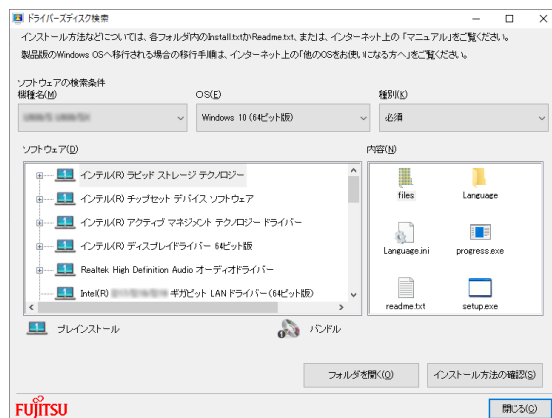 ドライバーズディスク検索
インストール方法などについては、各フォルダ内のInstall.txtかReadme.txt、または、インターネット上の「マニュアル」をご覧ください。
製品版のWindows OSへ移行される場合の移行手順は、インターネット上の「他のOSをお使いになる方へ」をご覧ください。
ソフトウェアの検索条件
機種名(M)
OS(E)
種別(K)
Windows 10 (64ビット版)
必須
ソフトウェア(D)
内容(N)
インテル(R) ラピッド ストレージ テクノロジー
インテル(R) チップセット デバイス ソフトウェア
インテル(R) アクティブ マネジメント テクノロジー ドライバー
インテル(R) ディスプレイドライバー 64ビット版
Realtek High Definition Audio オーディオドライバー
Intel(R) ギガビット LANドライバー(64ビット版)
files
Language
Language.ini
progress.exe
readme.txt
setup.exe
プレインストール
バンドル
フォルダを開く(O)
インストール方法の確認(S)
FUJITSU
閉じる(C)